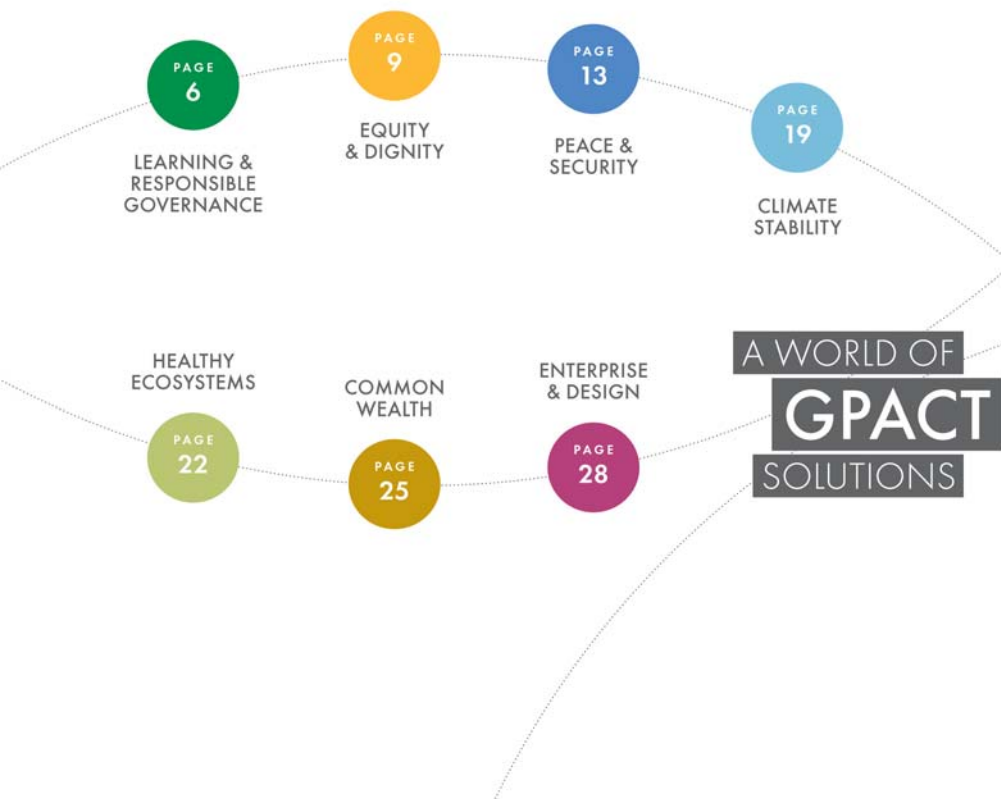 PAGE
6
LEARNING &
RESPONSIBLE
GOVERNANCE
PAGE
9
EQUITY
& DIGNITY
PAGE
13
PEACE &
SECURITY
PAGE
19
CLIMATE
STABILITY
HEALTHY
ECOSYSTEMS
PAGE
22
COMMON
WEALTH
PAGE
25
ENTERPRISE
& DESIGN
PAGE
28
A WORLD OF
GPACT
SOLUTIONS